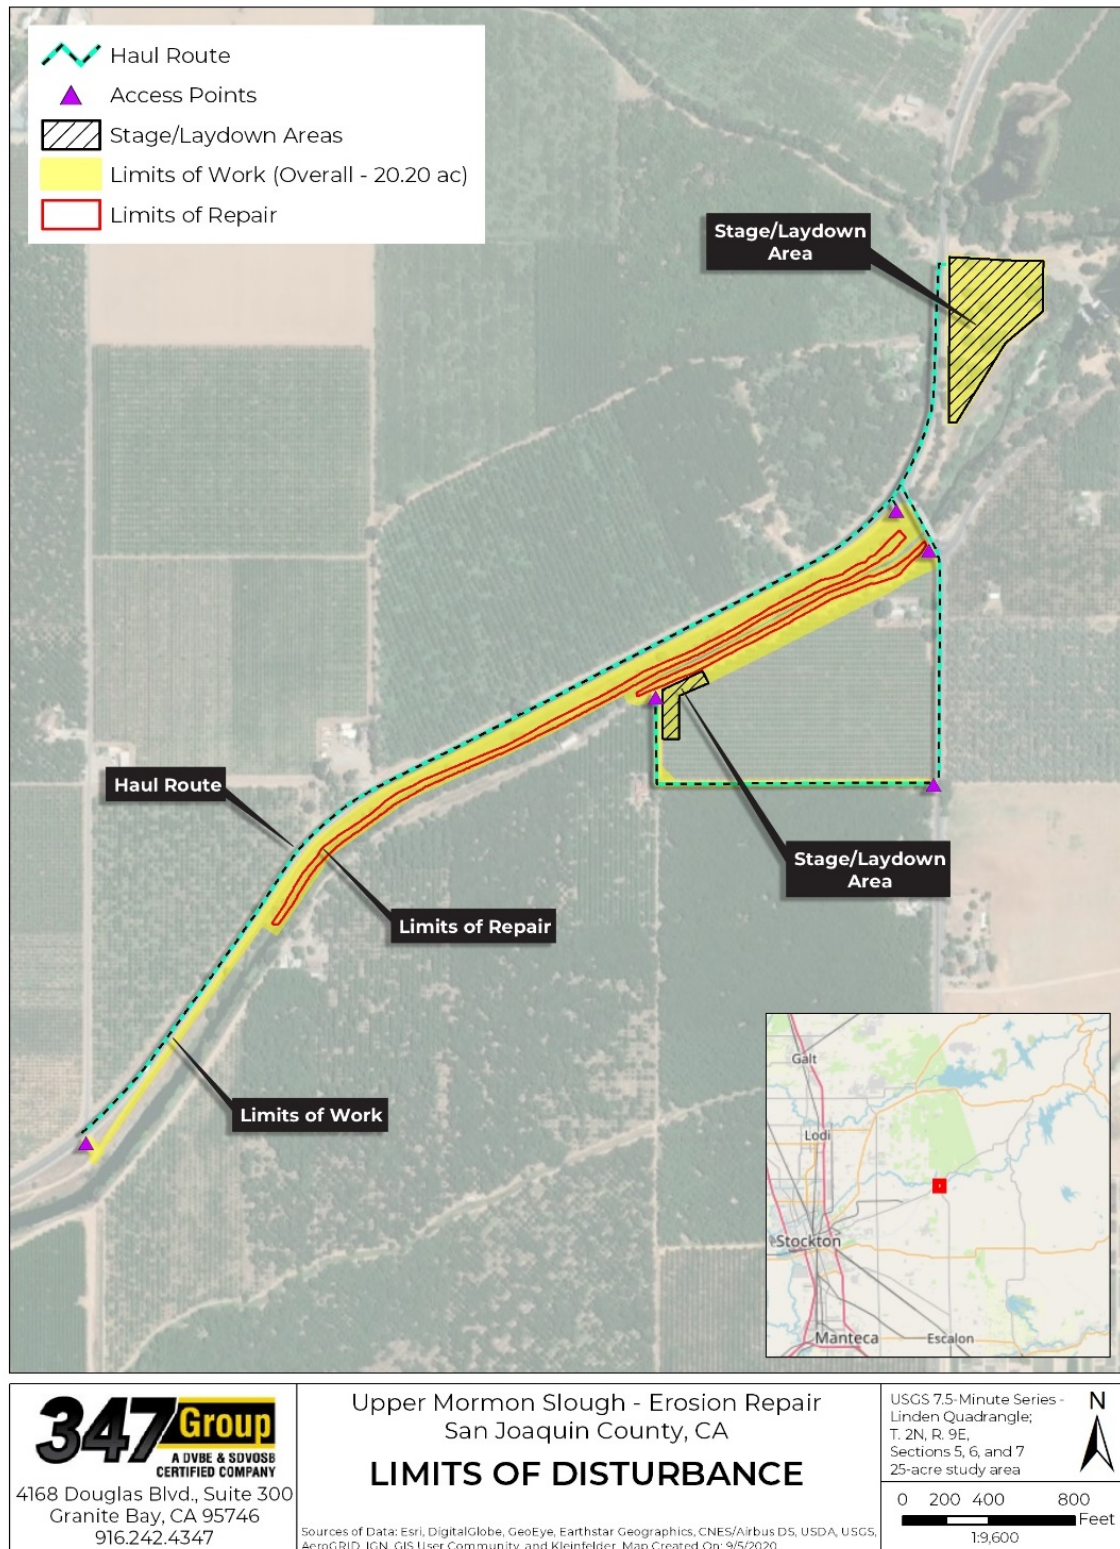 Haul Route
Access Points
Stage/Laydown Areas
Limits of Work (Overall - 20.20 ac)
Limits of Repair
Stage/Laydown
Area
Haul Route
Stage/Laydown
Area
Limits of Repair
Limits of Work
Galt
Lodi
Stockton
Manteca
Escalon
347 Group
A DVBE & SDVOSB
CERTIFIED COMPANY
4168 Douglas Blvd., Suite 300
Granite Bay, CA 95746
916.242.4347
Upper Mormon Slough - Erosion Repair
San Joaquin County, CA
LIMITS OF DISTURBANCE
Sources of Data: Esri, DigitalGlobe, GeoEye, Earthstar Geographics, CNES/Airbus DS, USDA, USGS,
AeroGRID, IGN, GIS User Community, and Kleinfelder. Map Created On: 9/5/2020
USGS 7.5-Minute Series -
Linden Quadrangle;
T. 2N, R. 9E,
Sections 5, 6, and 7
25-acre study area
N
0 200 400 800
Feet
1:9,600